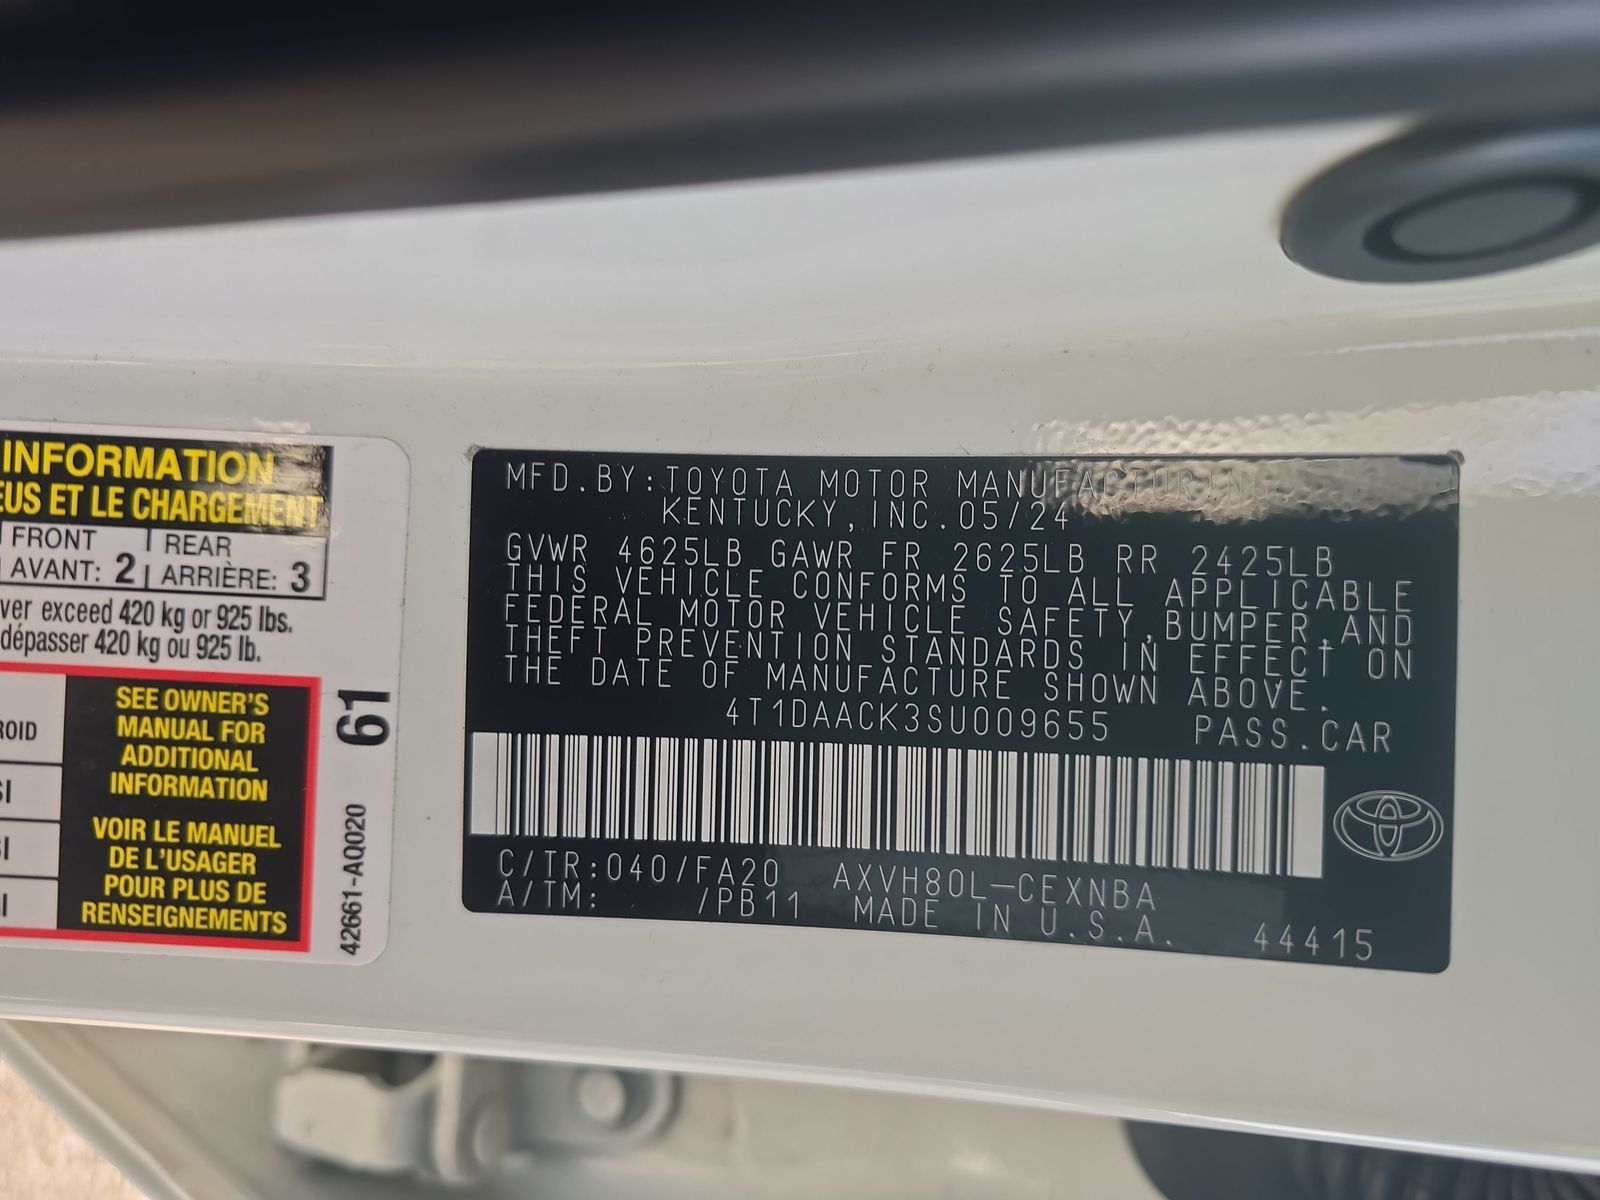 INFORMATION
EUS ET LE CHARGEMENT
FRONT
AVANT: 2
REAR
ARRIÈRE: 3
ver exceed 420 kg or 925 lbs.
dépasser 420 kg ou 925 lb.
ROID
SI
SI
I
SEE OWNER'S
MANUAL FOR
ADDITIONAL
INFORMATION
VOIR LE MANUEL
DE L'USAGER
POUR PLUS DE
RENSEIGNEMENTS
61
42661-AQ020
MFD.BY:TOYOTA MOTOR MANUFACTURING
KENTUCKY,INC.05/24
GVWR 4625LB GAWR FR 2625LB RR 2425LB
THIS VEHICLE CONFORMS TO ALL APPLICABLE
FEDERAL MOTOR VEHICLE SAFETY,BUMPER,AND
THEFT PREVENTION STANDARDS IN EFFECT ON
THE DATE OF MANUFACTURE SHOWN ABOVE.
4T1DAACK3SU009655 PASS.CAR
C/TR:040/FA20 AXVH80L-CEXNBA
A/TM: /PB11 MADE IN U.S.A. 44415